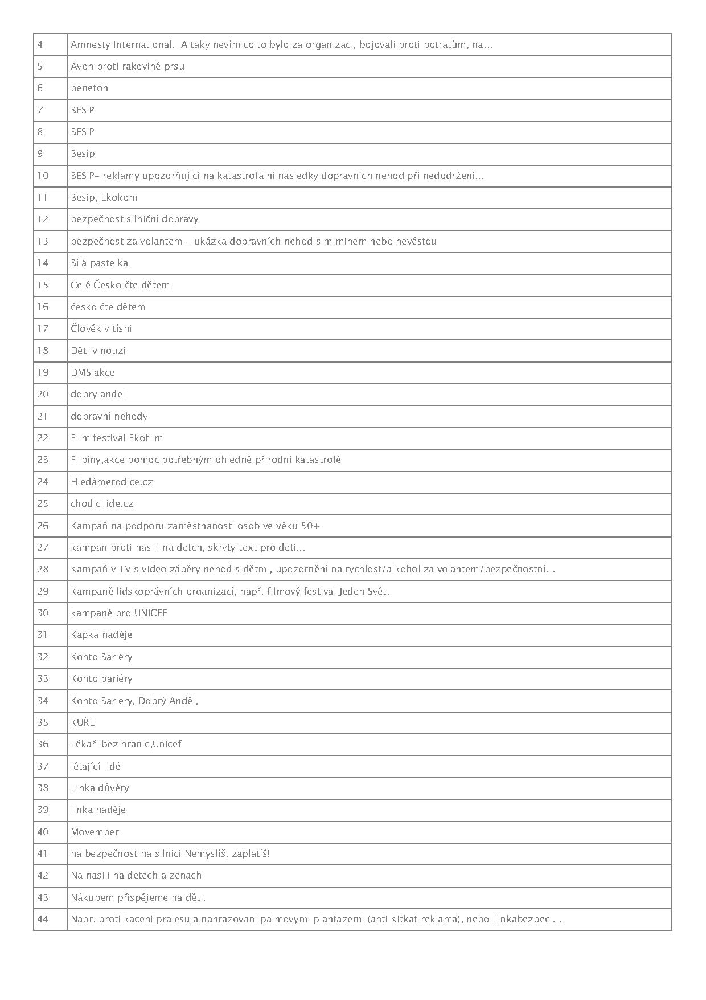 4 Amnesty International.  A taky nevím co to bylo za organizaci, bojovali proti potratům, na...
5 Avon proti rakovině prsu
6 beneton
7 BESIP
8 BESIP
9 Besip
10 BESIP- reklamy upozorňující na katastrofální následky dopravních nehod při nedodržení...
11 Besip, Ekokom
12 bezpečnost silniční dopravy
13 bezpečnost za volantem - ukázka dopravních nehod s miminem nebo nevěstou
14 Bílá pastelka
15 Celé Česko čte dětem
16 česko čte dětem
17 Člověk v tísni
18 Děti v nouzi
19 DMS akce
20 dobry andel
21 dopravní nehody
22 Film festival Ekofilm
23 Flipíny,akce pomoc potřebným ohledně přírodní katastrofě
24 Hledámerodice.cz
25 chodicilide.cz
26 Kampaň na podporu zaměstnanosti osob ve věku 50+
27 kampan proti nasili na detch, skryty text pro deti...
28 Kampaň v TV s video záběry nehod s dětmi, upozornění na rychlost/alkohol za volantem/bezpečnostní...
29 Kampaně lidskoprávních organizací, např. filmový festival Jeden Svět.
30 kampaně pro UNICEF
31 Kapka naděje
32 Konto Bariéry
33 Konto bariéry
34 Konto Bariery, Dobrý Anděl,
35 KUŘE
36 Lékaři bez hranic,Unicef
37 létající lidé
38 Linka důvěry
39 linka naděje
40 Movember
41 na bezpečnost na silnici Nemyslíš, zaplatíš!
42 Na nasili na detech a zenach
43 Nákupem přispějeme na děti.
44 Napr. proti kaceni pralesu a nahrazovani palmovymi plantazemi (anti Kitkat reklama), nebo Linkabezpeci...